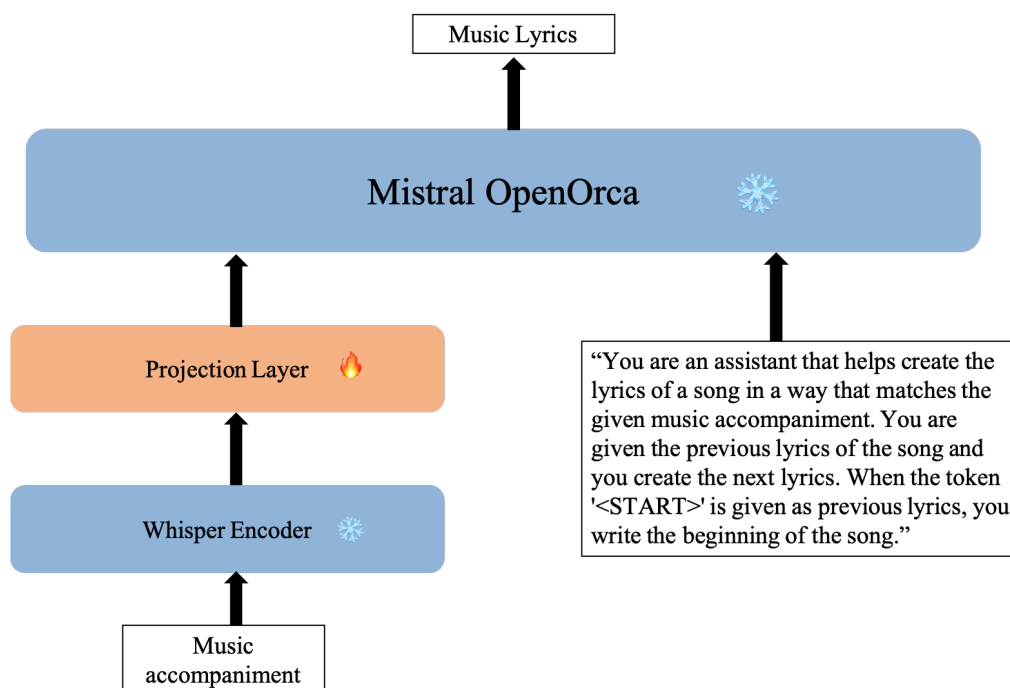 Music Lyrics
Mistral OpenOrca
Projection Layer
“You are an assistant that helps create the
lyrics of a song in a way that matches the
given music accompaniment. You are
given the previous lyrics of the song and
you create the next lyrics. When the token
'<START>' is given as previous lyrics, you
write the beginning of the song.”
Whisper Encoder
Music
accompaniment